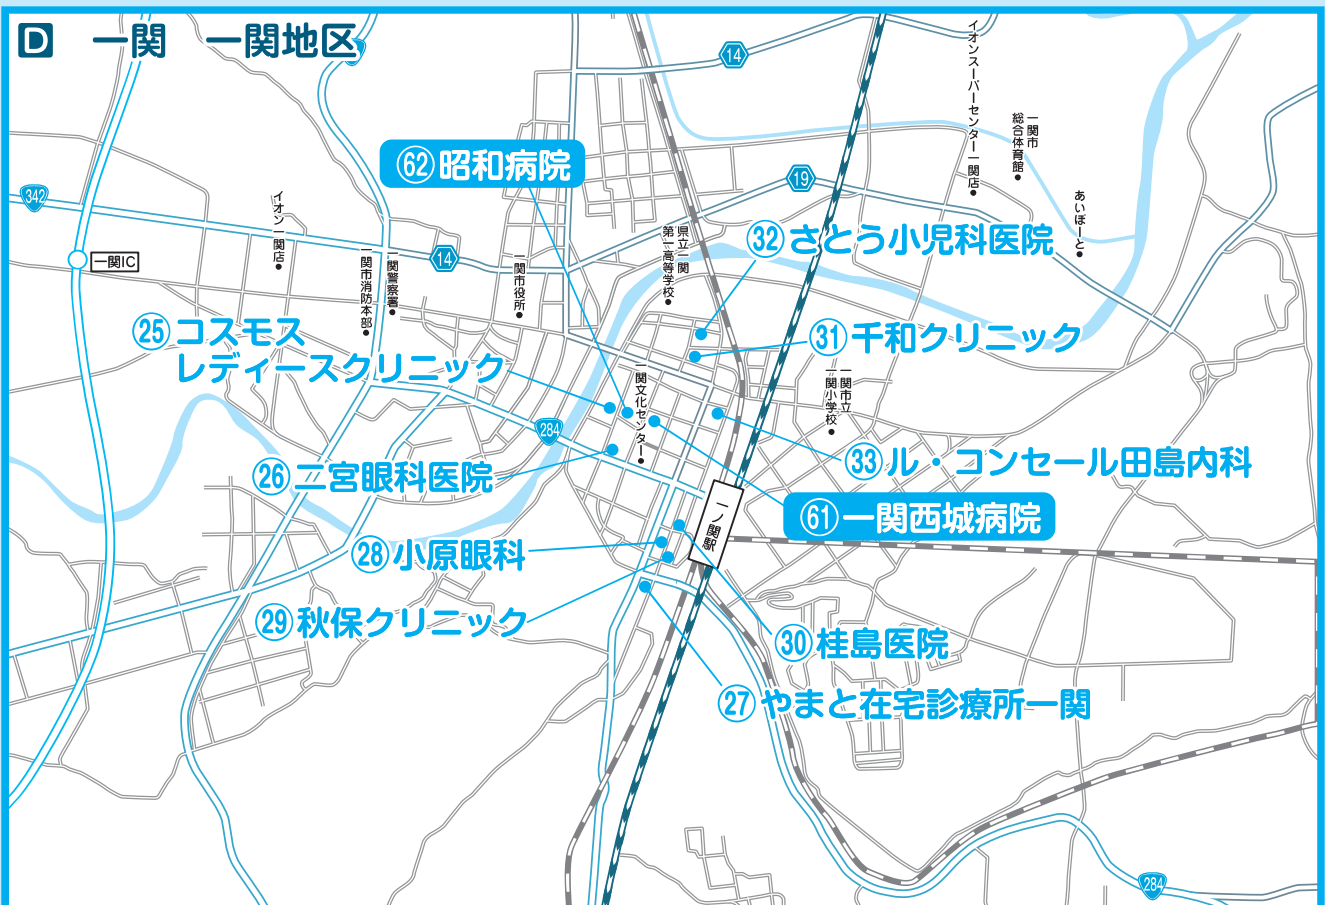 D 一関 一関地区
14
イオンスーパーセンター一関店
一関市
総合体育館
62 昭和病院
19
342
イオン一関店
あいぽーと
県立一関
第一高等学校
32 さとう小児科医院
一関IC
一関市消防本部
一関警察署
14
一関市役所
25 コスモス
レディースクリニック
31 千和クリニック
一関文化センター
一関市立
一関小学校
284
26 二宮眼科医院
33 ル・コンセール田島内科
一ノ関駅
61 一関西城病院
28 小原眼科
29 秋保クリニック
30 桂島医院
27 やまと在宅診療所一関
284